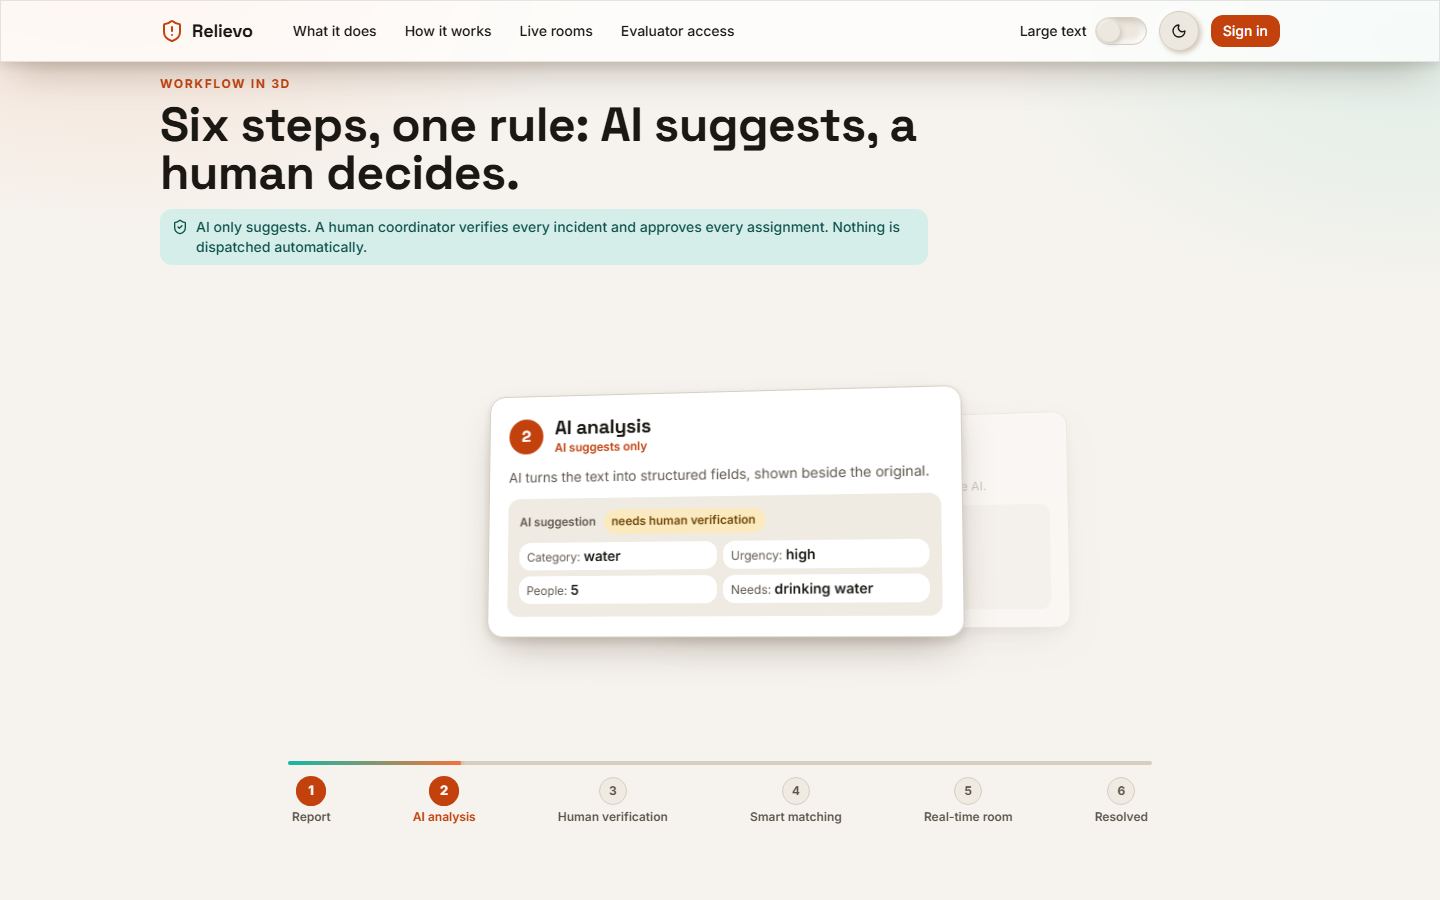 Relievo
What it does
How it works
Live rooms
Evaluator access
Large text
Sign in
WORKFLOW IN 3D
Six steps, one rule: AI suggests, a
human decides.
AI only suggests. A human coordinator verifies every incident and approves every assignment. Nothing is
dispatched automatically.
2
AI analysis
AI suggests only
AI turns the text into structured fields, shown beside the original.
AI suggestion needs human verification
Category: water
Urgency: high
People: 5
Needs: drinking water
AI.
1
Report
2
AI analysis
3
Human verification
4
Smart matching
5
Real-time room
6
Resolved